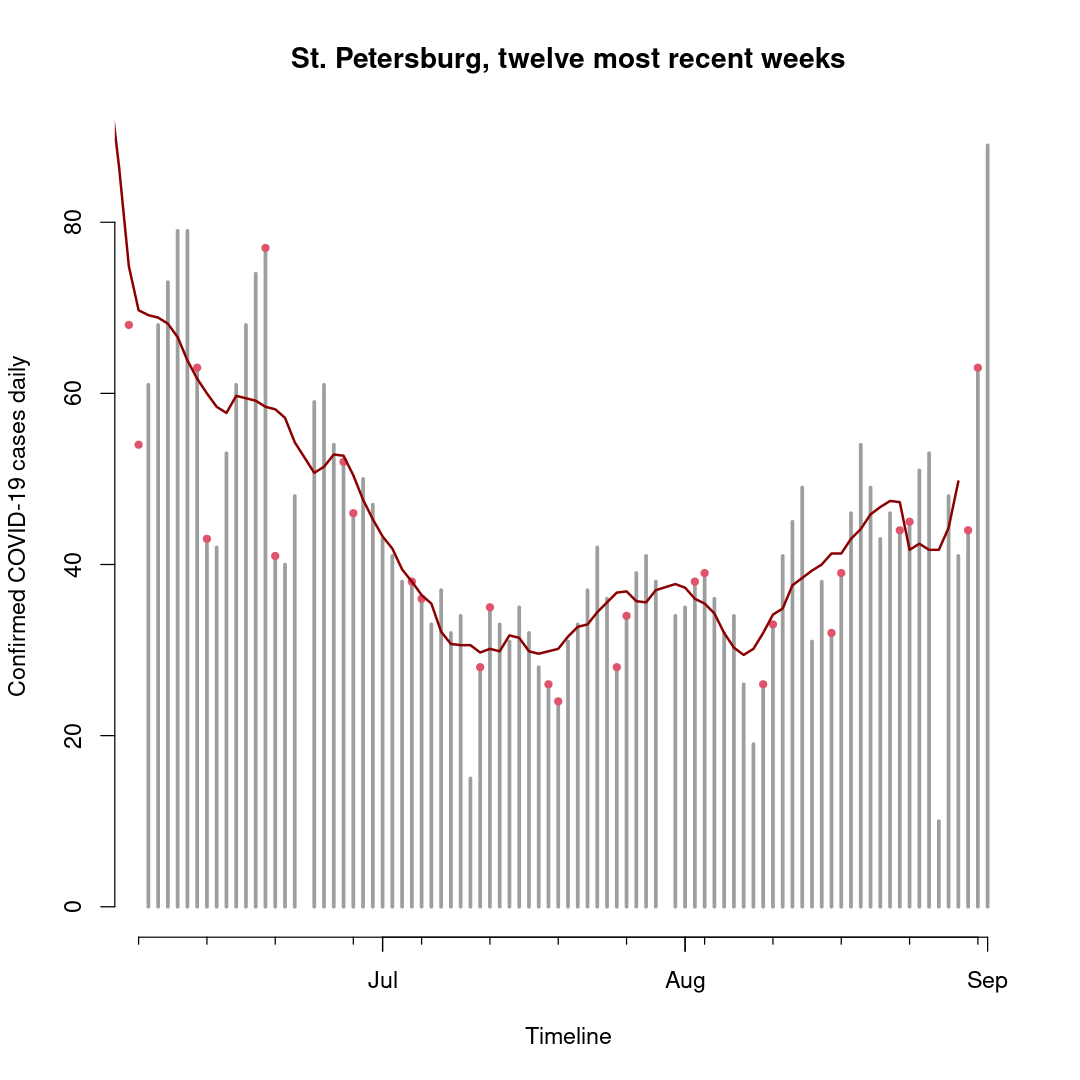 St. Petersburg, twelve most recent weeks
Confirmed COVID-19 cases daily
80
60
40
20
0
Jul
Aug
Sep
Timeline